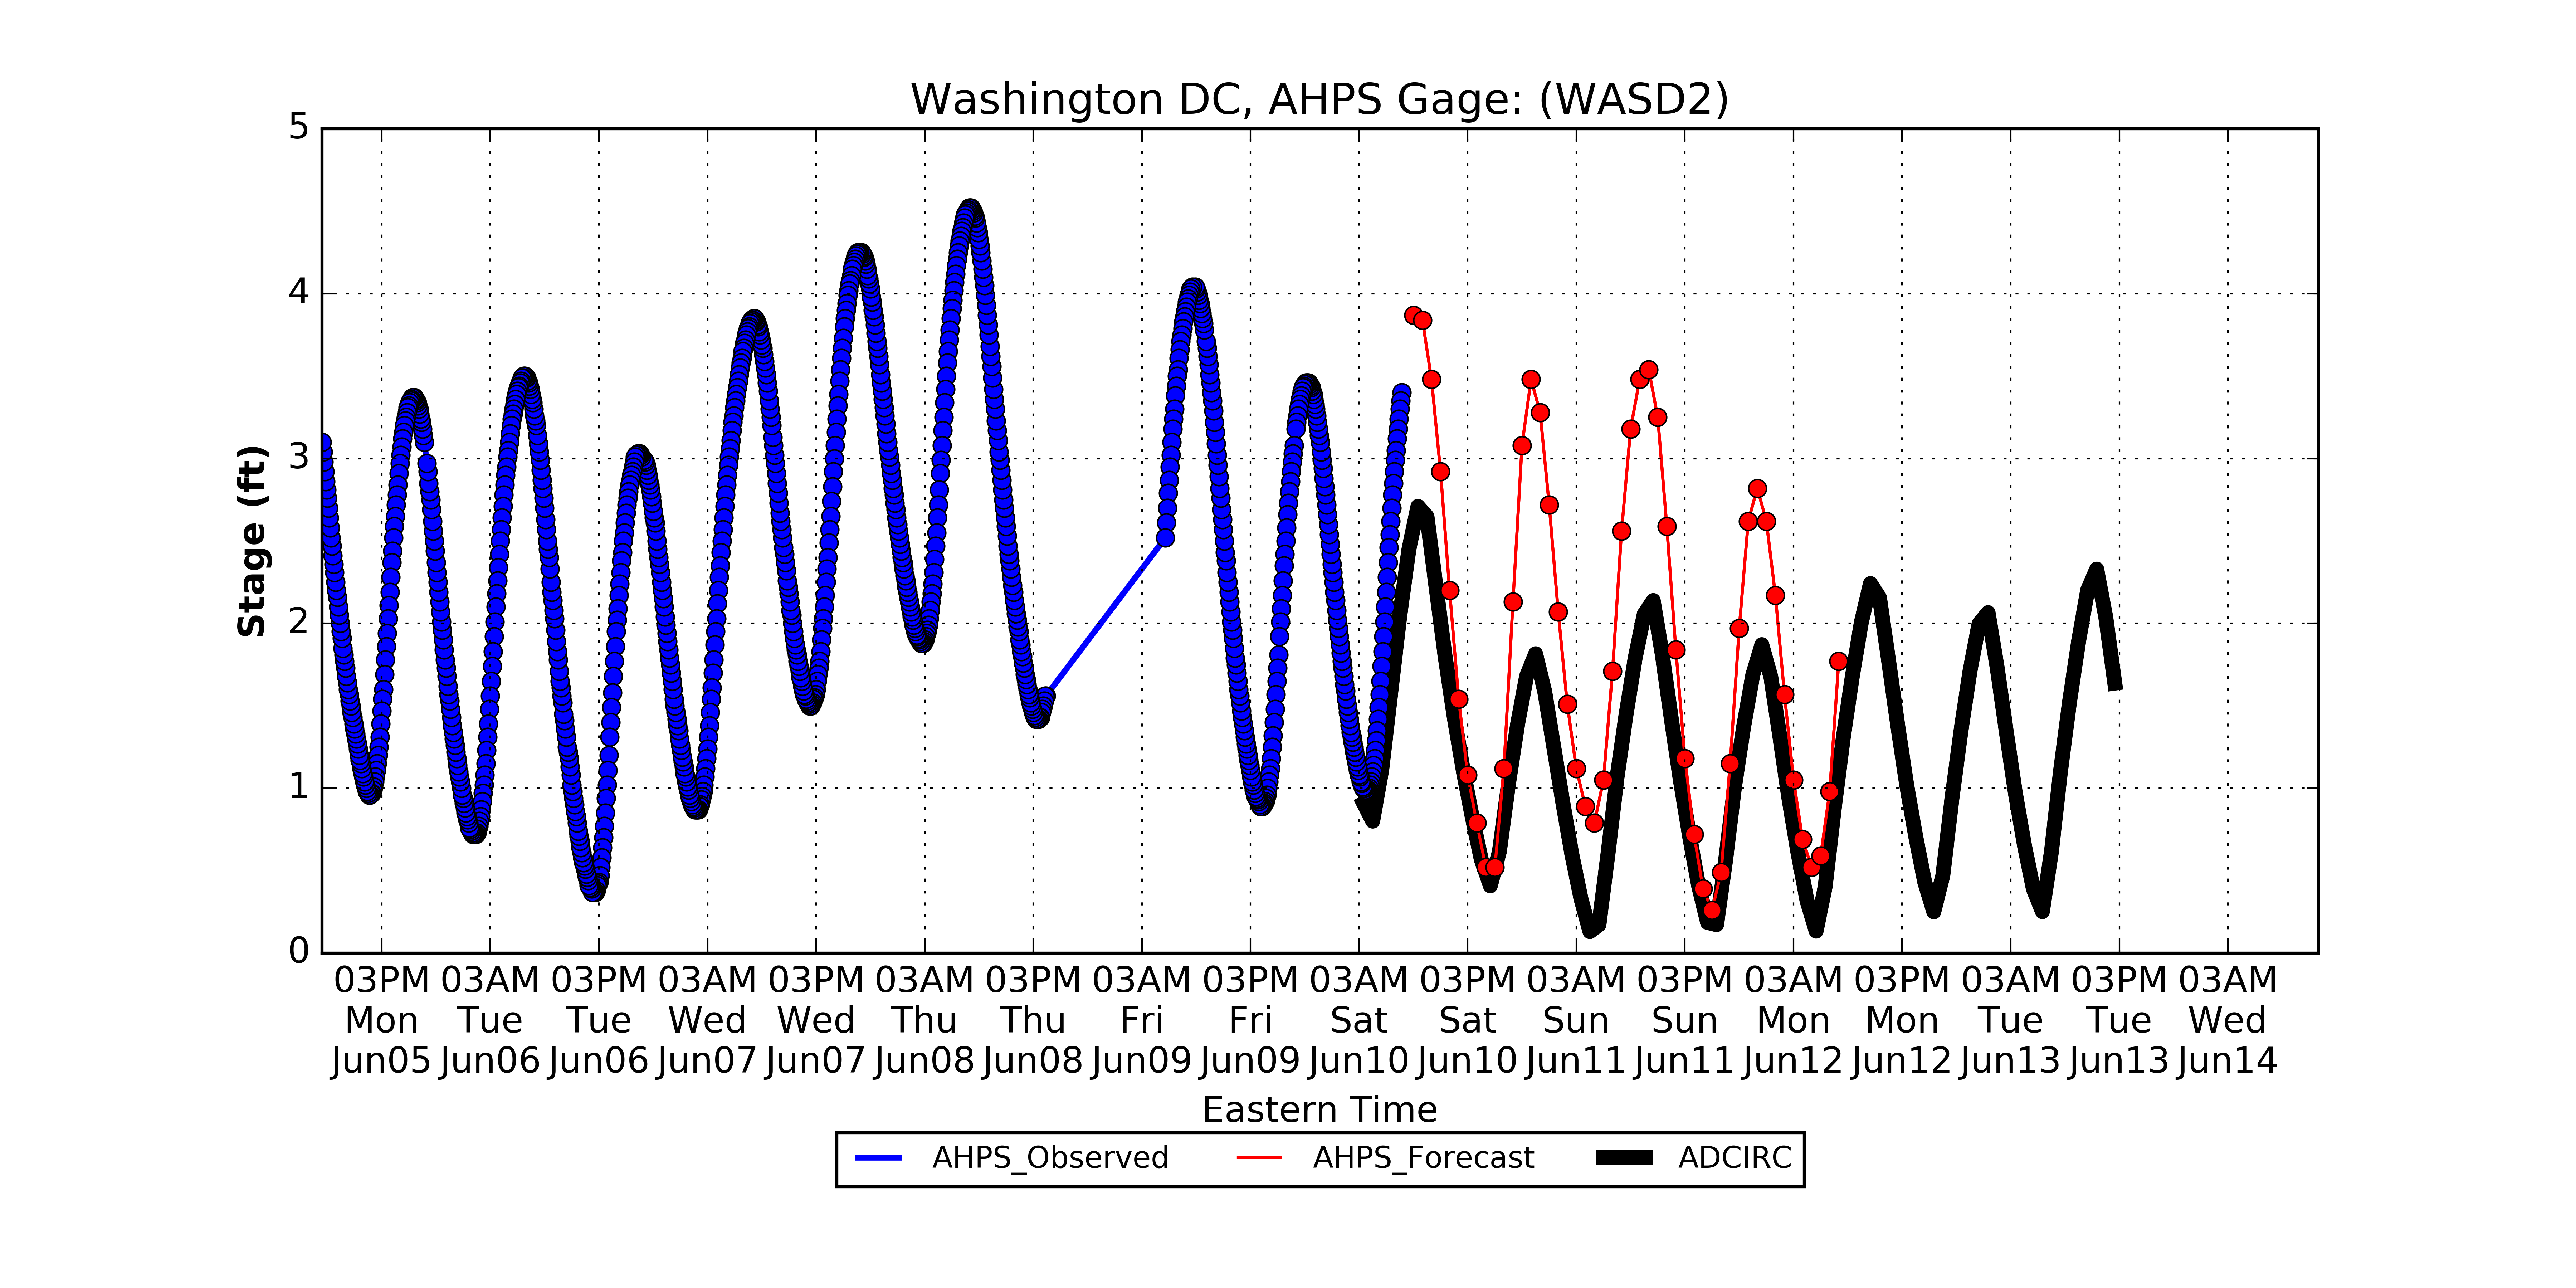 Washington DC, AHPS Gage: (WASD2)
5
4
3
2
1
0
Stage (ft)
03PM 03AM 03PM 03AM 03PM 03AM 03PM 03AM 03PM 03AM 03PM 03AM 03PM 03AM 03PM 03AM 03PM 03AM
Mon Tue Tue Wed Wed Thu Thu Fri Fri Sat Sat Sun Sun Mon Mon Tue Tue Wed
Jun05 Jun06 Jun06 Jun07 Jun07 Jun08 Jun08 Jun09 Jun09 Jun10 Jun10 Jun11 Jun11 Jun12 Jun12 Jun13 Jun13 Jun14
Eastern Time
AHPS_Observed AHPS_Forecast ADCIRC